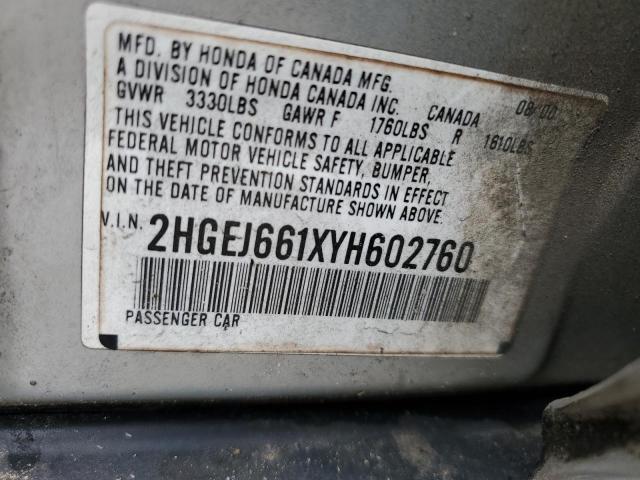 MFD. BY HONDA OF CANADA MFG.
A DIVISION OF HONDA CANADA INC. CANADA 08/00
GVWR 3330LBS GAWR F 1760LBS R 1610LBS
THIS VEHICLE CONFORMS TO ALL APPLICABLE
FEDERAL MOTOR VEHICLE SAFETY, BUMPER,
AND THEFT PREVENTION STANDARDS IN EFFECT
ON THE DATE OF MANUFACTURE SHOWN ABOVE.
V.I.N. 2HGEJ661XYH602760
PASSENGER CAR